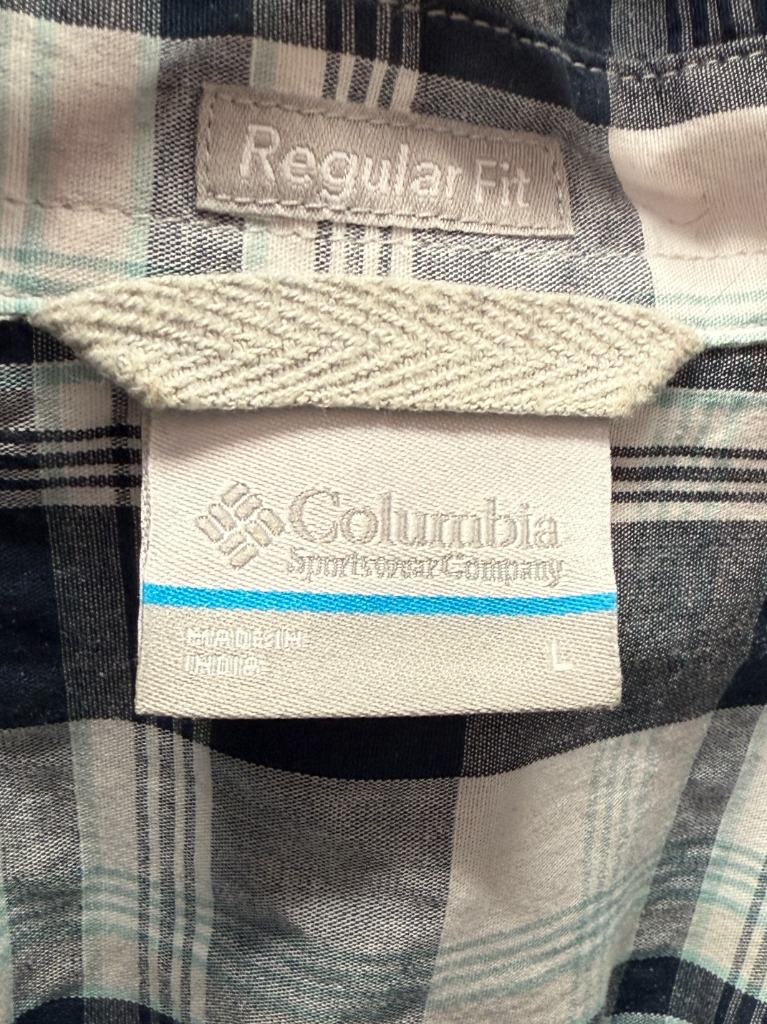 Regular Fit
Columbia
Sportswear Company
MADE IN
INDIA
L